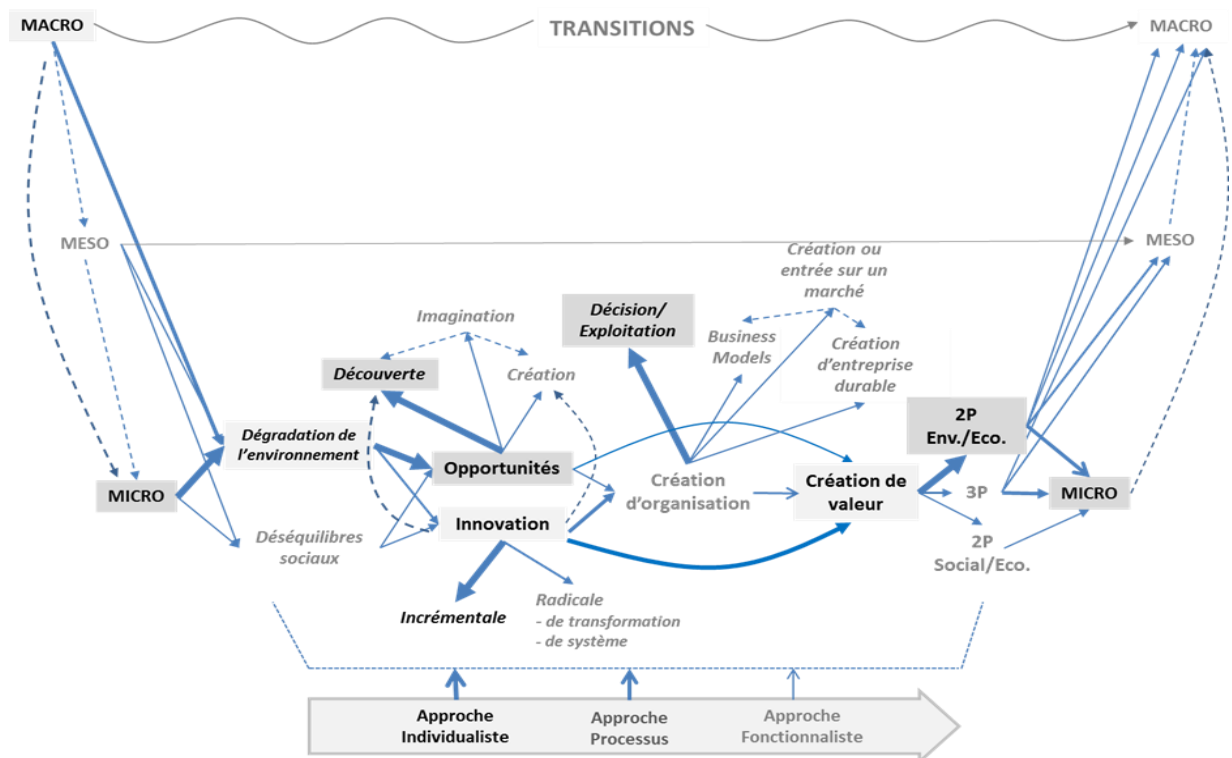 MACRO
TRANSITIONS
MACRO
MESO
MESO
Création ou
entrée sur un
marché
Imagination
Décision/
Exploitation
Business
Models
Création
d’entreprise
durable
Découverte
Création
2P
Env./Eco.
Dégradation de
l’environnement
Opportunités
MICRO
Création
d’organisation
Création de
valeur
3P
MICRO
Innovation
Déséquilibres
sociaux
2P
Social/Eco.
Incrémentale
Radicale
- de transformation
- de système
Approche
Individualiste
Approche
Processus
Approche
Fonctionnaliste